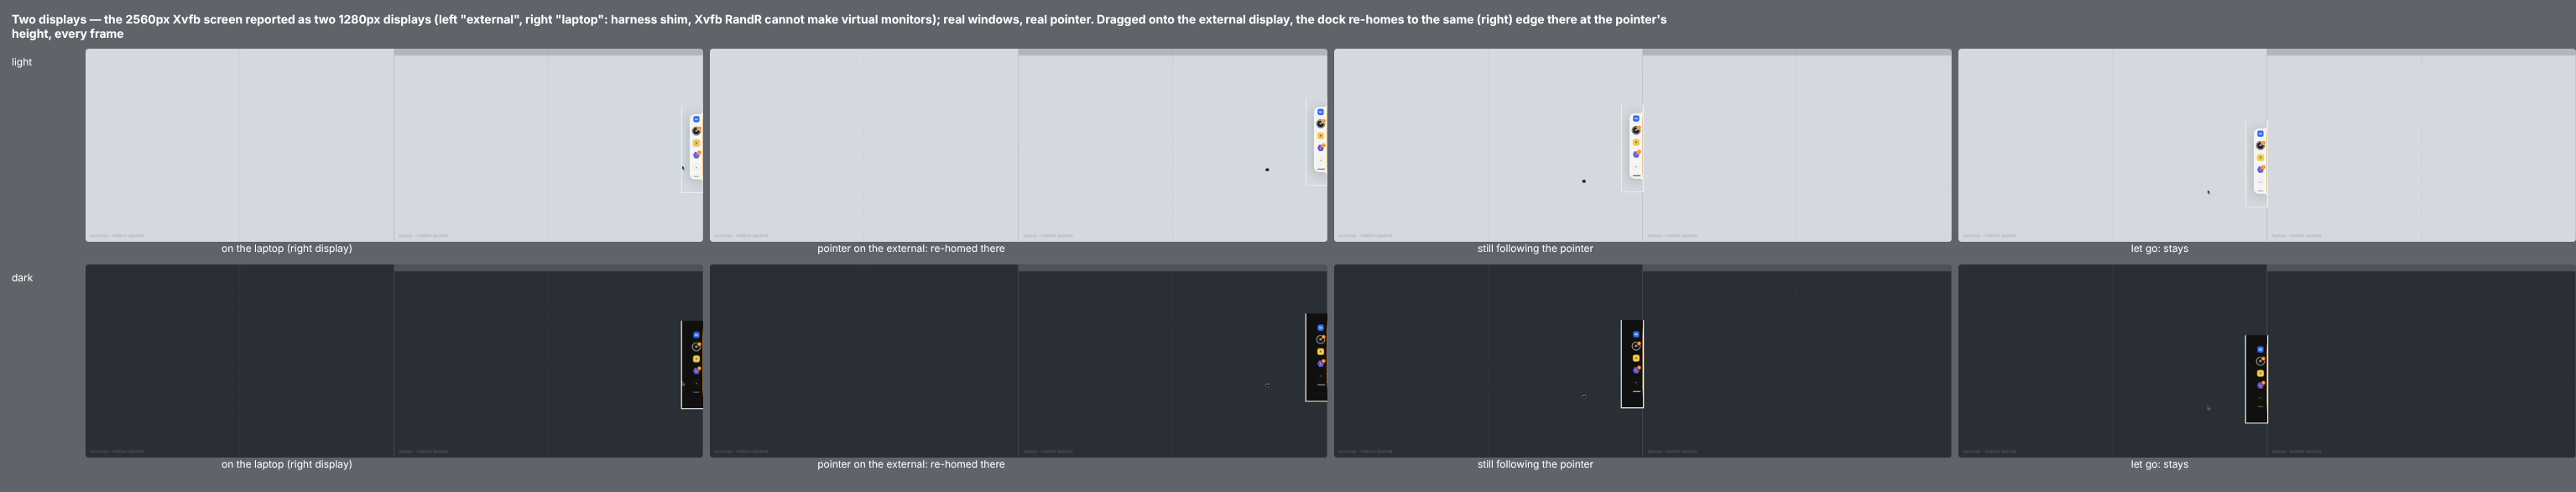 Two displays — the 2560px Xvfb screen reported as two 1280px displays (left "external", right "laptop": harness shim, Xvfb RandR cannot make virtual monitors); real windows, real pointer. Dragged onto the external display, the dock re-homes to the same (right) edge there at the pointer's
height, every frame
light
on the laptop (right display)
pointer on the external: re-homed there
still following the pointer
let go: stays
dark
on the laptop (right display)
pointer on the external: re-homed there
still following the pointer
let go: stays